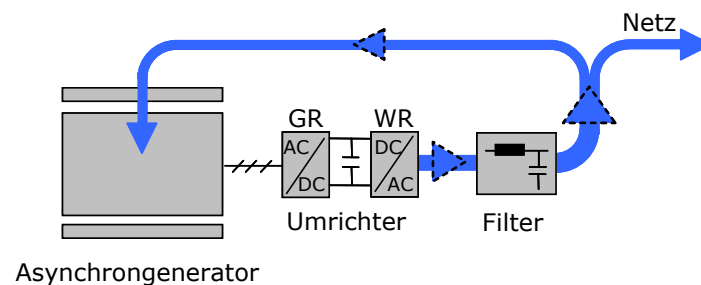 Netz
GR
WR
AC
DC
DC
AC
Umrichter
Filter
Asynchrongenerator